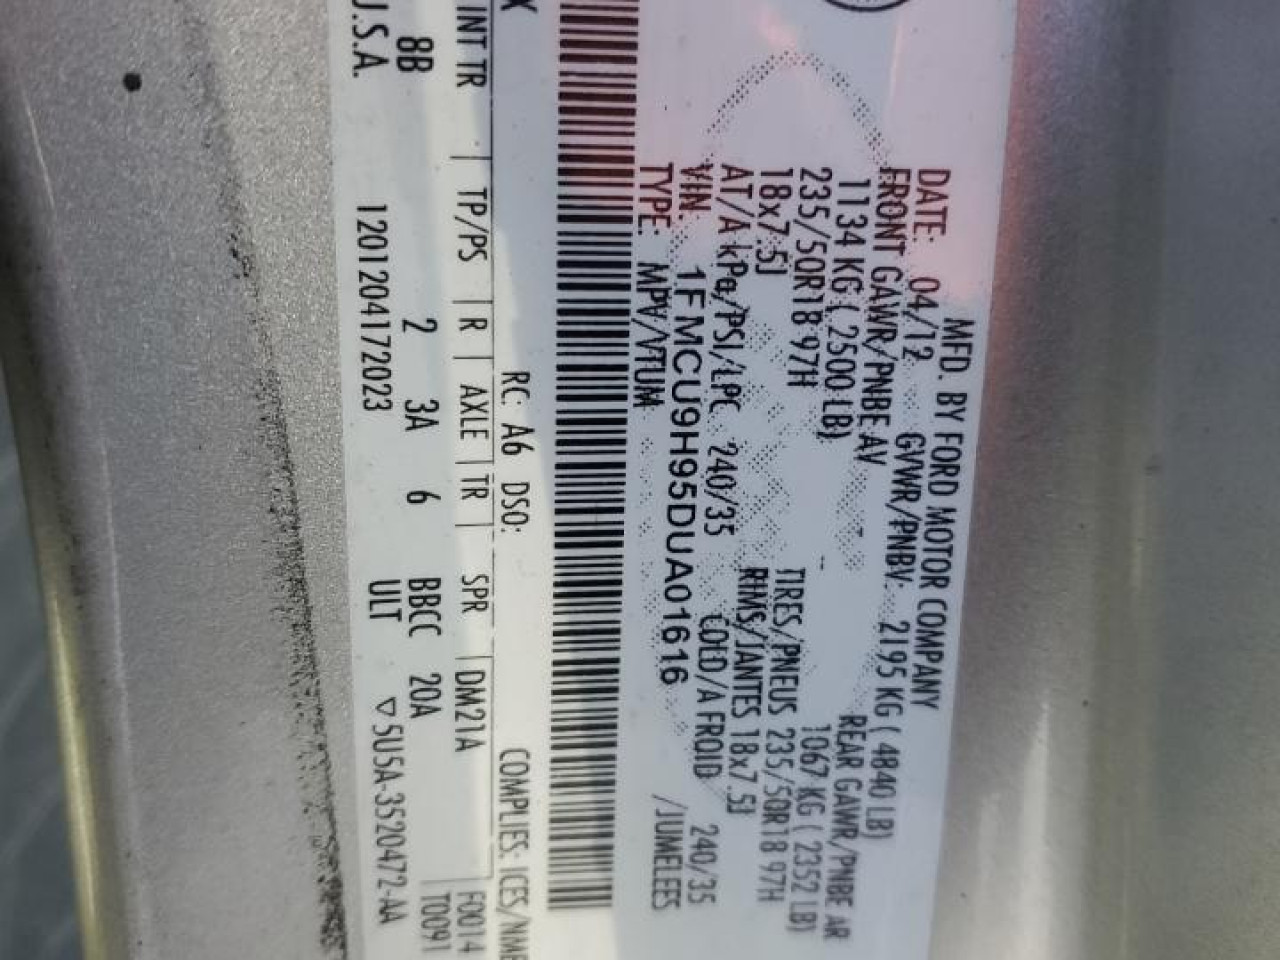 MFD. BY FORD MOTOR COMPANY
DATE: 04/12 GVWR/PNBV: 2195 KG ( 4840 LB)
FRONT GAWR/PNBE AV REAR GAWR/PNBE AR
1134 KG ( 2500 LB) 1067 KG ( 2352 LB)
235/50R18 97H TIRES/PNEUS 235/50R18 97H
18x7.5J RIMS/JANTES 18x7.5J
AT/A kPa/PSI/LPC 240/35 COLD/A FROID 240/35
VIN: 1FMCU9H95DUA01616 /JUMELEES
TYPE: MPV/VTUM
X RC: A6 DSO: COMPLIES: ICES/NMB
INT TR TP/PS R AXLE TR SPR DM21A F0014
8B 2 3A 6 BBCC 20A T0091
U.S.A. 1201204172023 ULT ▽5U5A-3520472-AA